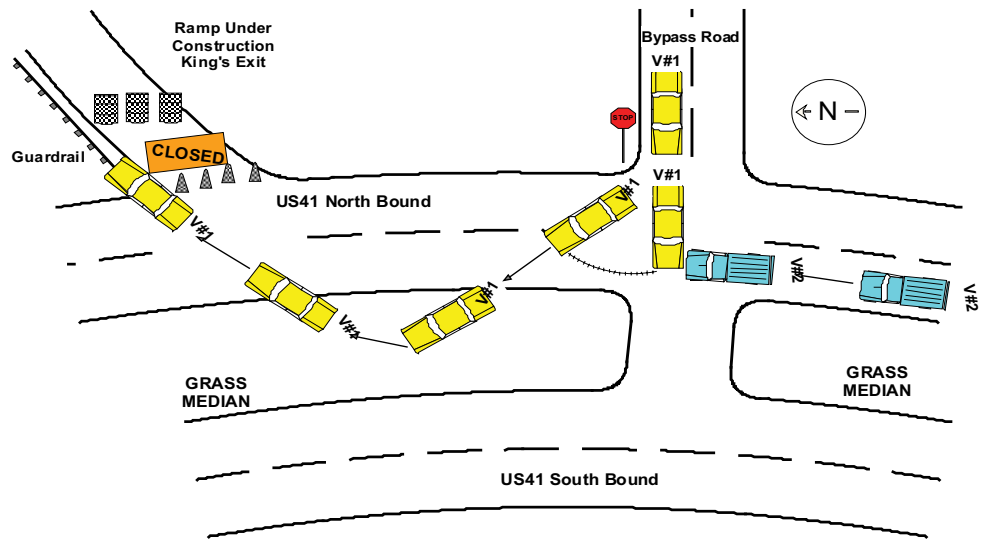 Ramp Under
Construction
King's Exit
Bypass Road
V#1
N
STOP
Guardrail
CLOSED
V#1
V#1
US41 North Bound
V#1
V#2
V#2
V#1
V#1
GRASS
MEDIAN
GRASS
MEDIAN
US41 South Bound